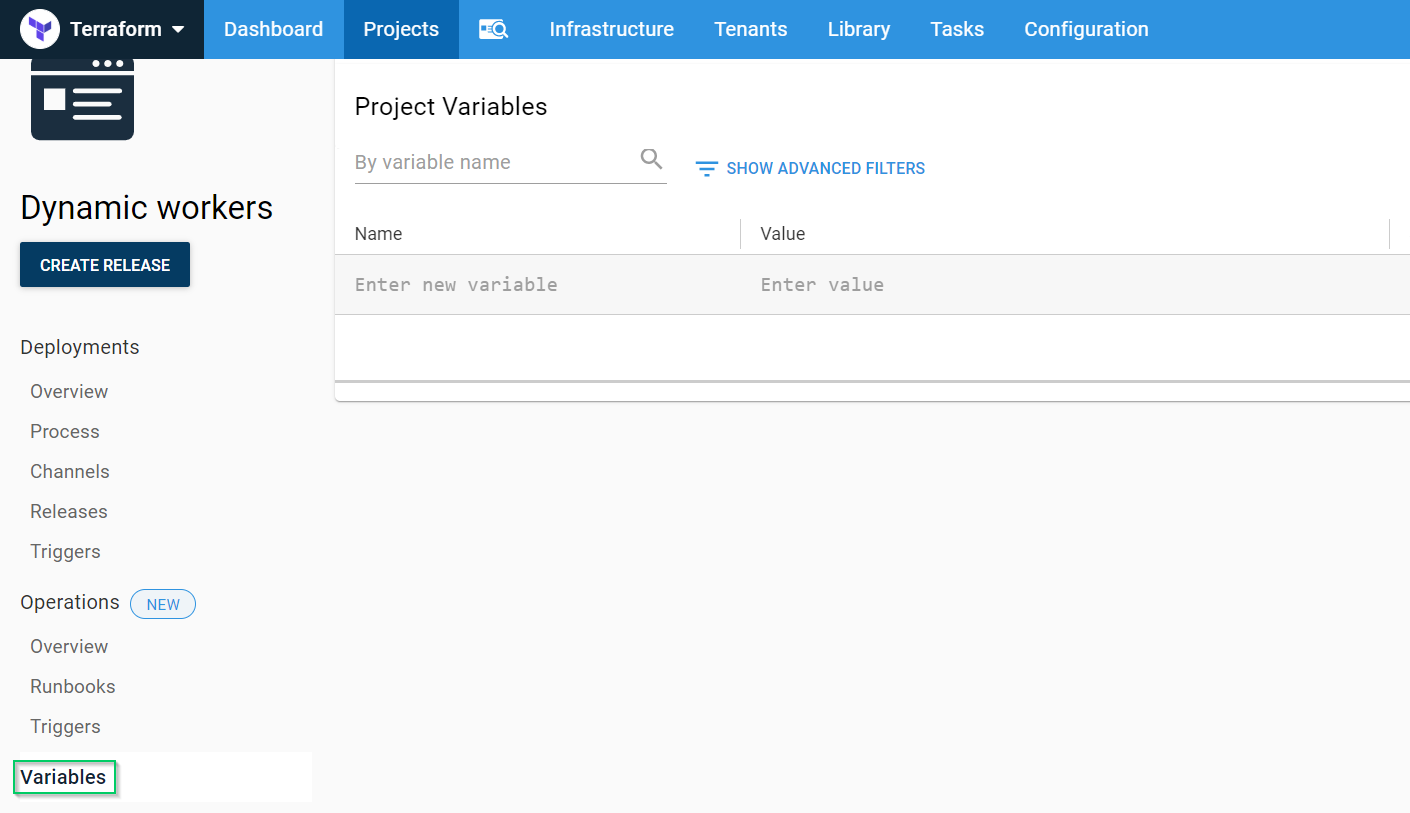 Terraform Dashboard Projects Infrastructure Tenants Library Tasks Configuration
Dynamic workers
CREATE RELEASE
Deployments
Overview
Process
Channels
Releases
Triggers
Operations NEW
Overview
Runbooks
Triggers
Variables
Project Variables
By variable name
SHOW ADVANCED FILTERS
Name Value
Enter new variable Enter value